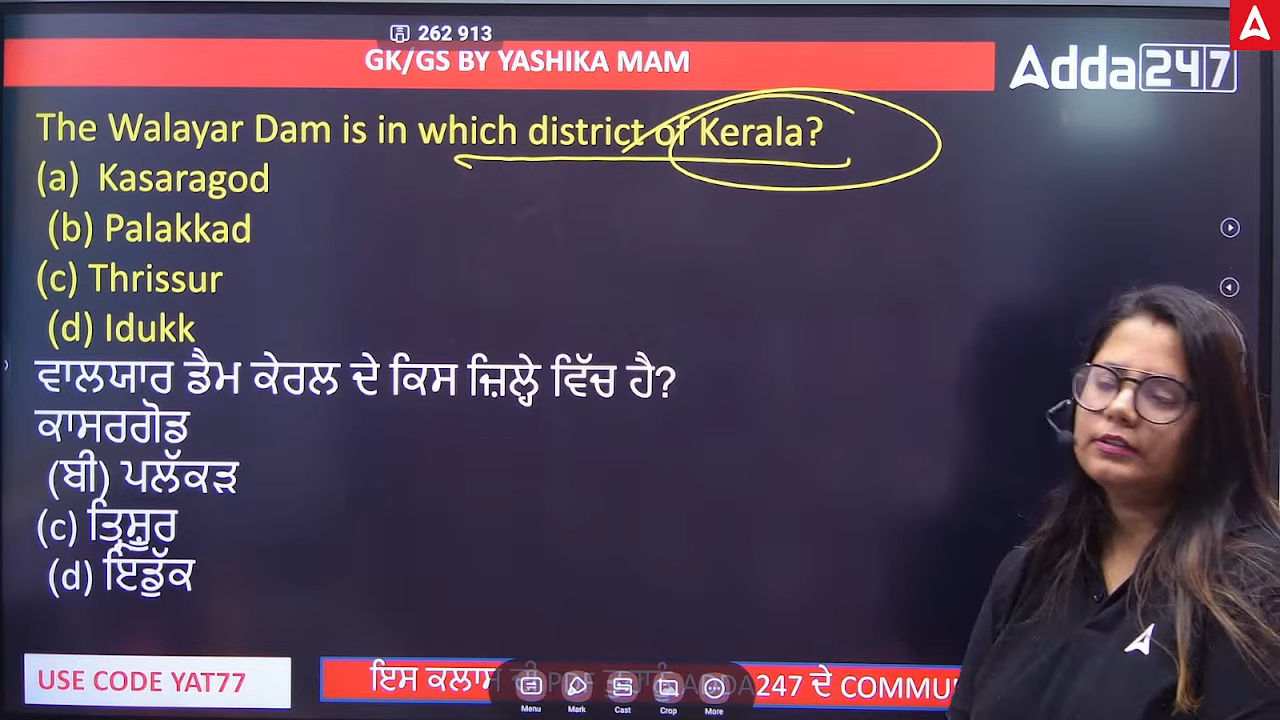 262 913
GK/GS BY YASHIKA MAM
Adda247
The Walayar Dam is in which district of Kerala?
(a) Kasaragod
(b) Palakkad
(c) Thrissur
(d) Idukk
ਵਾਲਯਾਰ ਡੈਮ ਕੇਰਲ ਦੇ ਕਿਸ ਜ਼ਿਲ੍ਹੇ ਵਿੱਚ ਹੈ?
ਕਾਸਰਗੋਡ
(ਬੀ) ਪਲੱਕੜ
(c) ਤ੍ਰਿਸ਼ੂਰ
(d) ਇਡੁੱਕ
USE CODE YAT77
ਇਸ ਕਲਾਸ PDF ADDA 247 ਦੇ COMMU
Menu Mark Cast Crop More